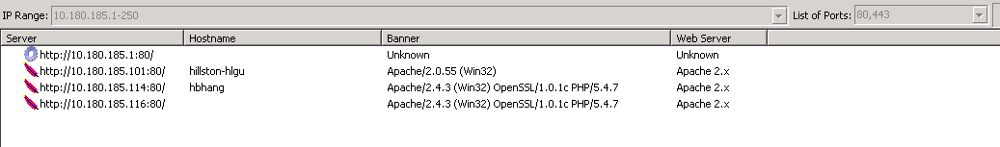 IP Range: 10.180.185.1-250 List of Ports: 80,443
Server Hostname Banner Web Server
http://10.180.185.1:80/ Unknown Unknown
http://10.180.185.101:80/ hillston-hlgu Apache/2.0.55 (Win32) Apache 2.x
http://10.180.185.114:80/ hbhang Apache/2.4.3 (Win32) OpenSSL/1.0.1c PHP/5.4.7 Apache 2.x
http://10.180.185.116:80/ Apache/2.4.3 (Win32) OpenSSL/1.0.1c PHP/5.4.7 Apache 2.x